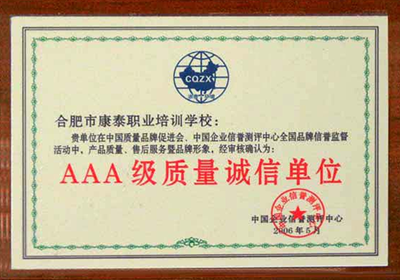 CQZX
合肥市康泰职业培训学校：
贵单位在中国质量品牌促进会、中国企业信誉测评中心全国品牌信誉监督
活动中，产品质量、售后服务暨品牌形象，经审核确认为：
AAA级质量诚信单位
中国企业信誉测评中心
2006年5月